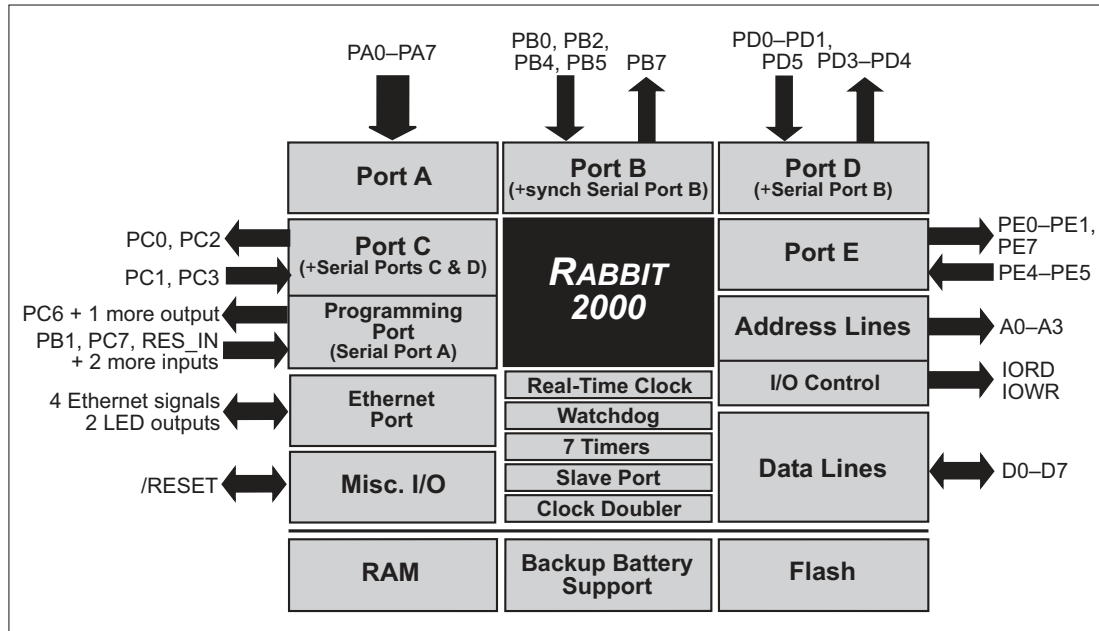 PA0–PA7
PB0, PB2,
PB4, PB5
PB7
PD0–PD1,
PD5
PD3–PD4
Port A
Port B
(+synch Serial Port B)
Port D
(+Serial Port B)
PC0, PC2
PC1, PC3
Port C
(+Serial Ports C & D)
RABBIT
2000
Port E
PE0–PE1,
PE7
PE4–PE5
PC6 + 1 more output
PB1, PC7, RES_IN
+ 2 more inputs
Programming
Port
(Serial Port A)
Address Lines
A0–A3
I/O Control
IORD
IOWR
4 Ethernet signals
2 LED outputs
Ethernet
Port
Real-Time Clock
Watchdog
7 Timers
Slave Port
Clock Doubler
Data Lines
D0–D7
/RESET
Misc. I/O
RAM
Backup Battery
Support
Flash